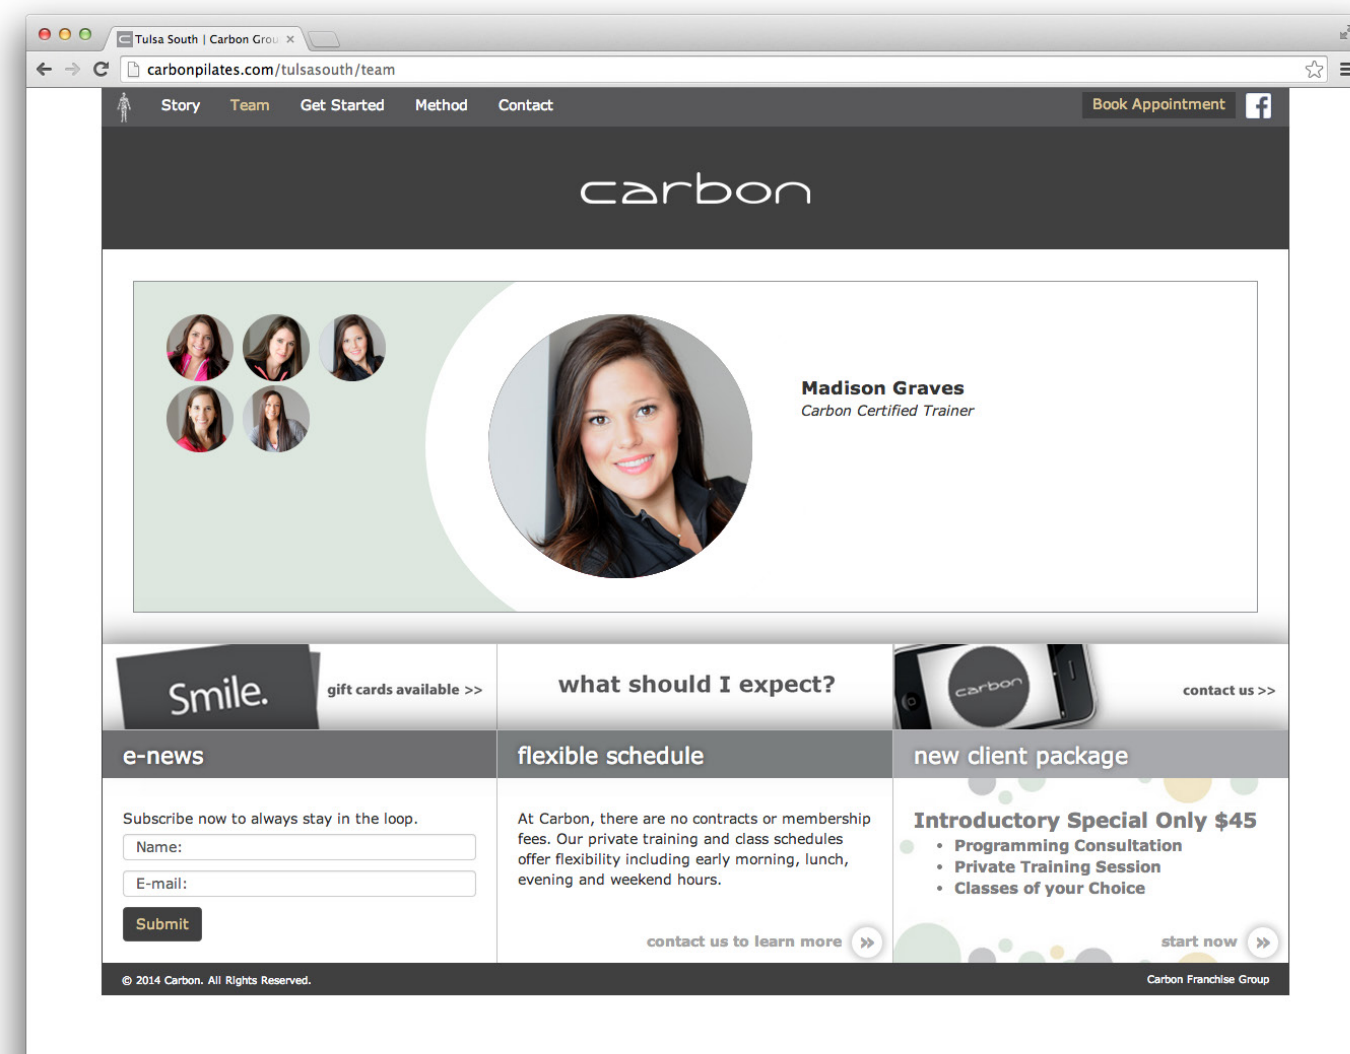 Tulsa South | Carbon Grou
carbonpilates.com/tulsasouth/team
Story Team Get Started Method Contact Book Appointment f
carbon
Madison Graves
Carbon Certified Trainer
Smile.
gift cards available >>
what should I expect?
carbon
contact us >>
e-news
Subscribe now to always stay in the loop.
Name:
E-mail:
Submit
flexible schedule
At Carbon, there are no contracts or membership
fees. Our private training and class schedules
offer flexibility including early morning, lunch,
evening and weekend hours.
contact us to learn more »
new client package
Introductory Special Only $45
• Programming Consultation
• Private Training Session
• Classes of your Choice
start now »
© 2014 Carbon. All Rights Reserved.
Carbon Franchise Group